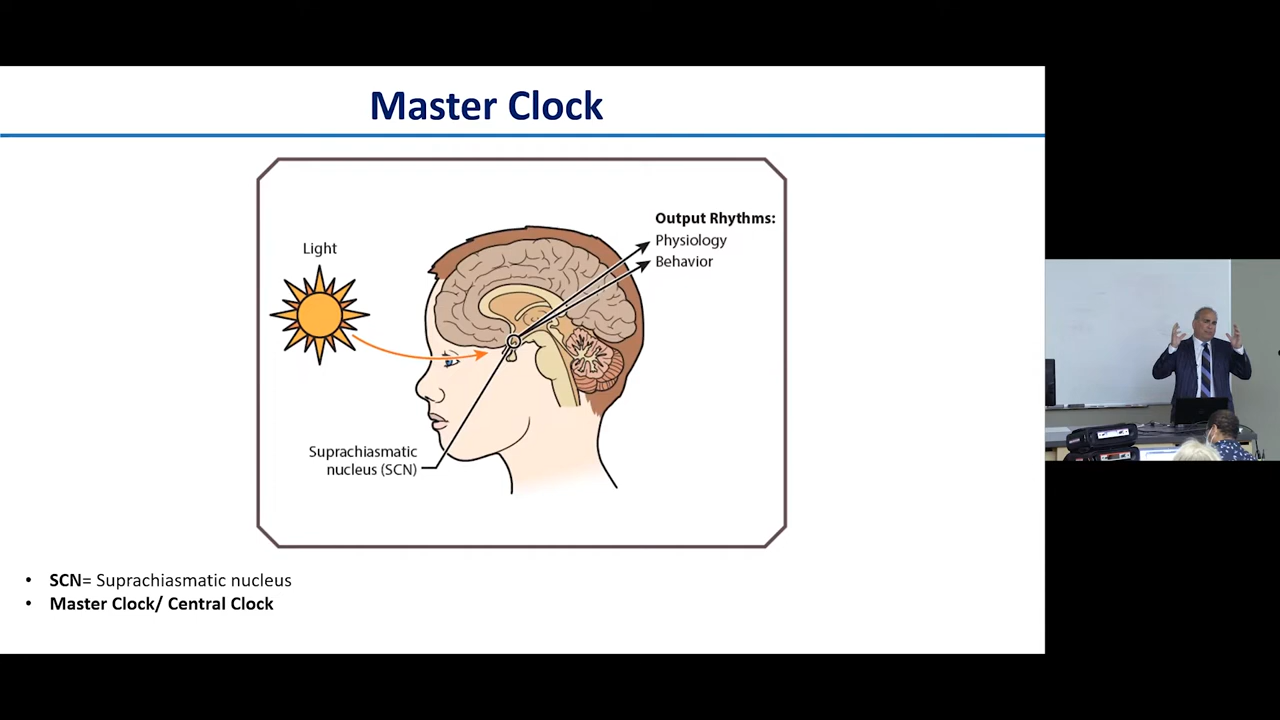 Master Clock
Light
Output Rhythms:
Physiology
Behavior
Suprachiasmatic
nucleus (SCN)
• SCN= Suprachiasmatic nucleus
• Master Clock/ Central Clock